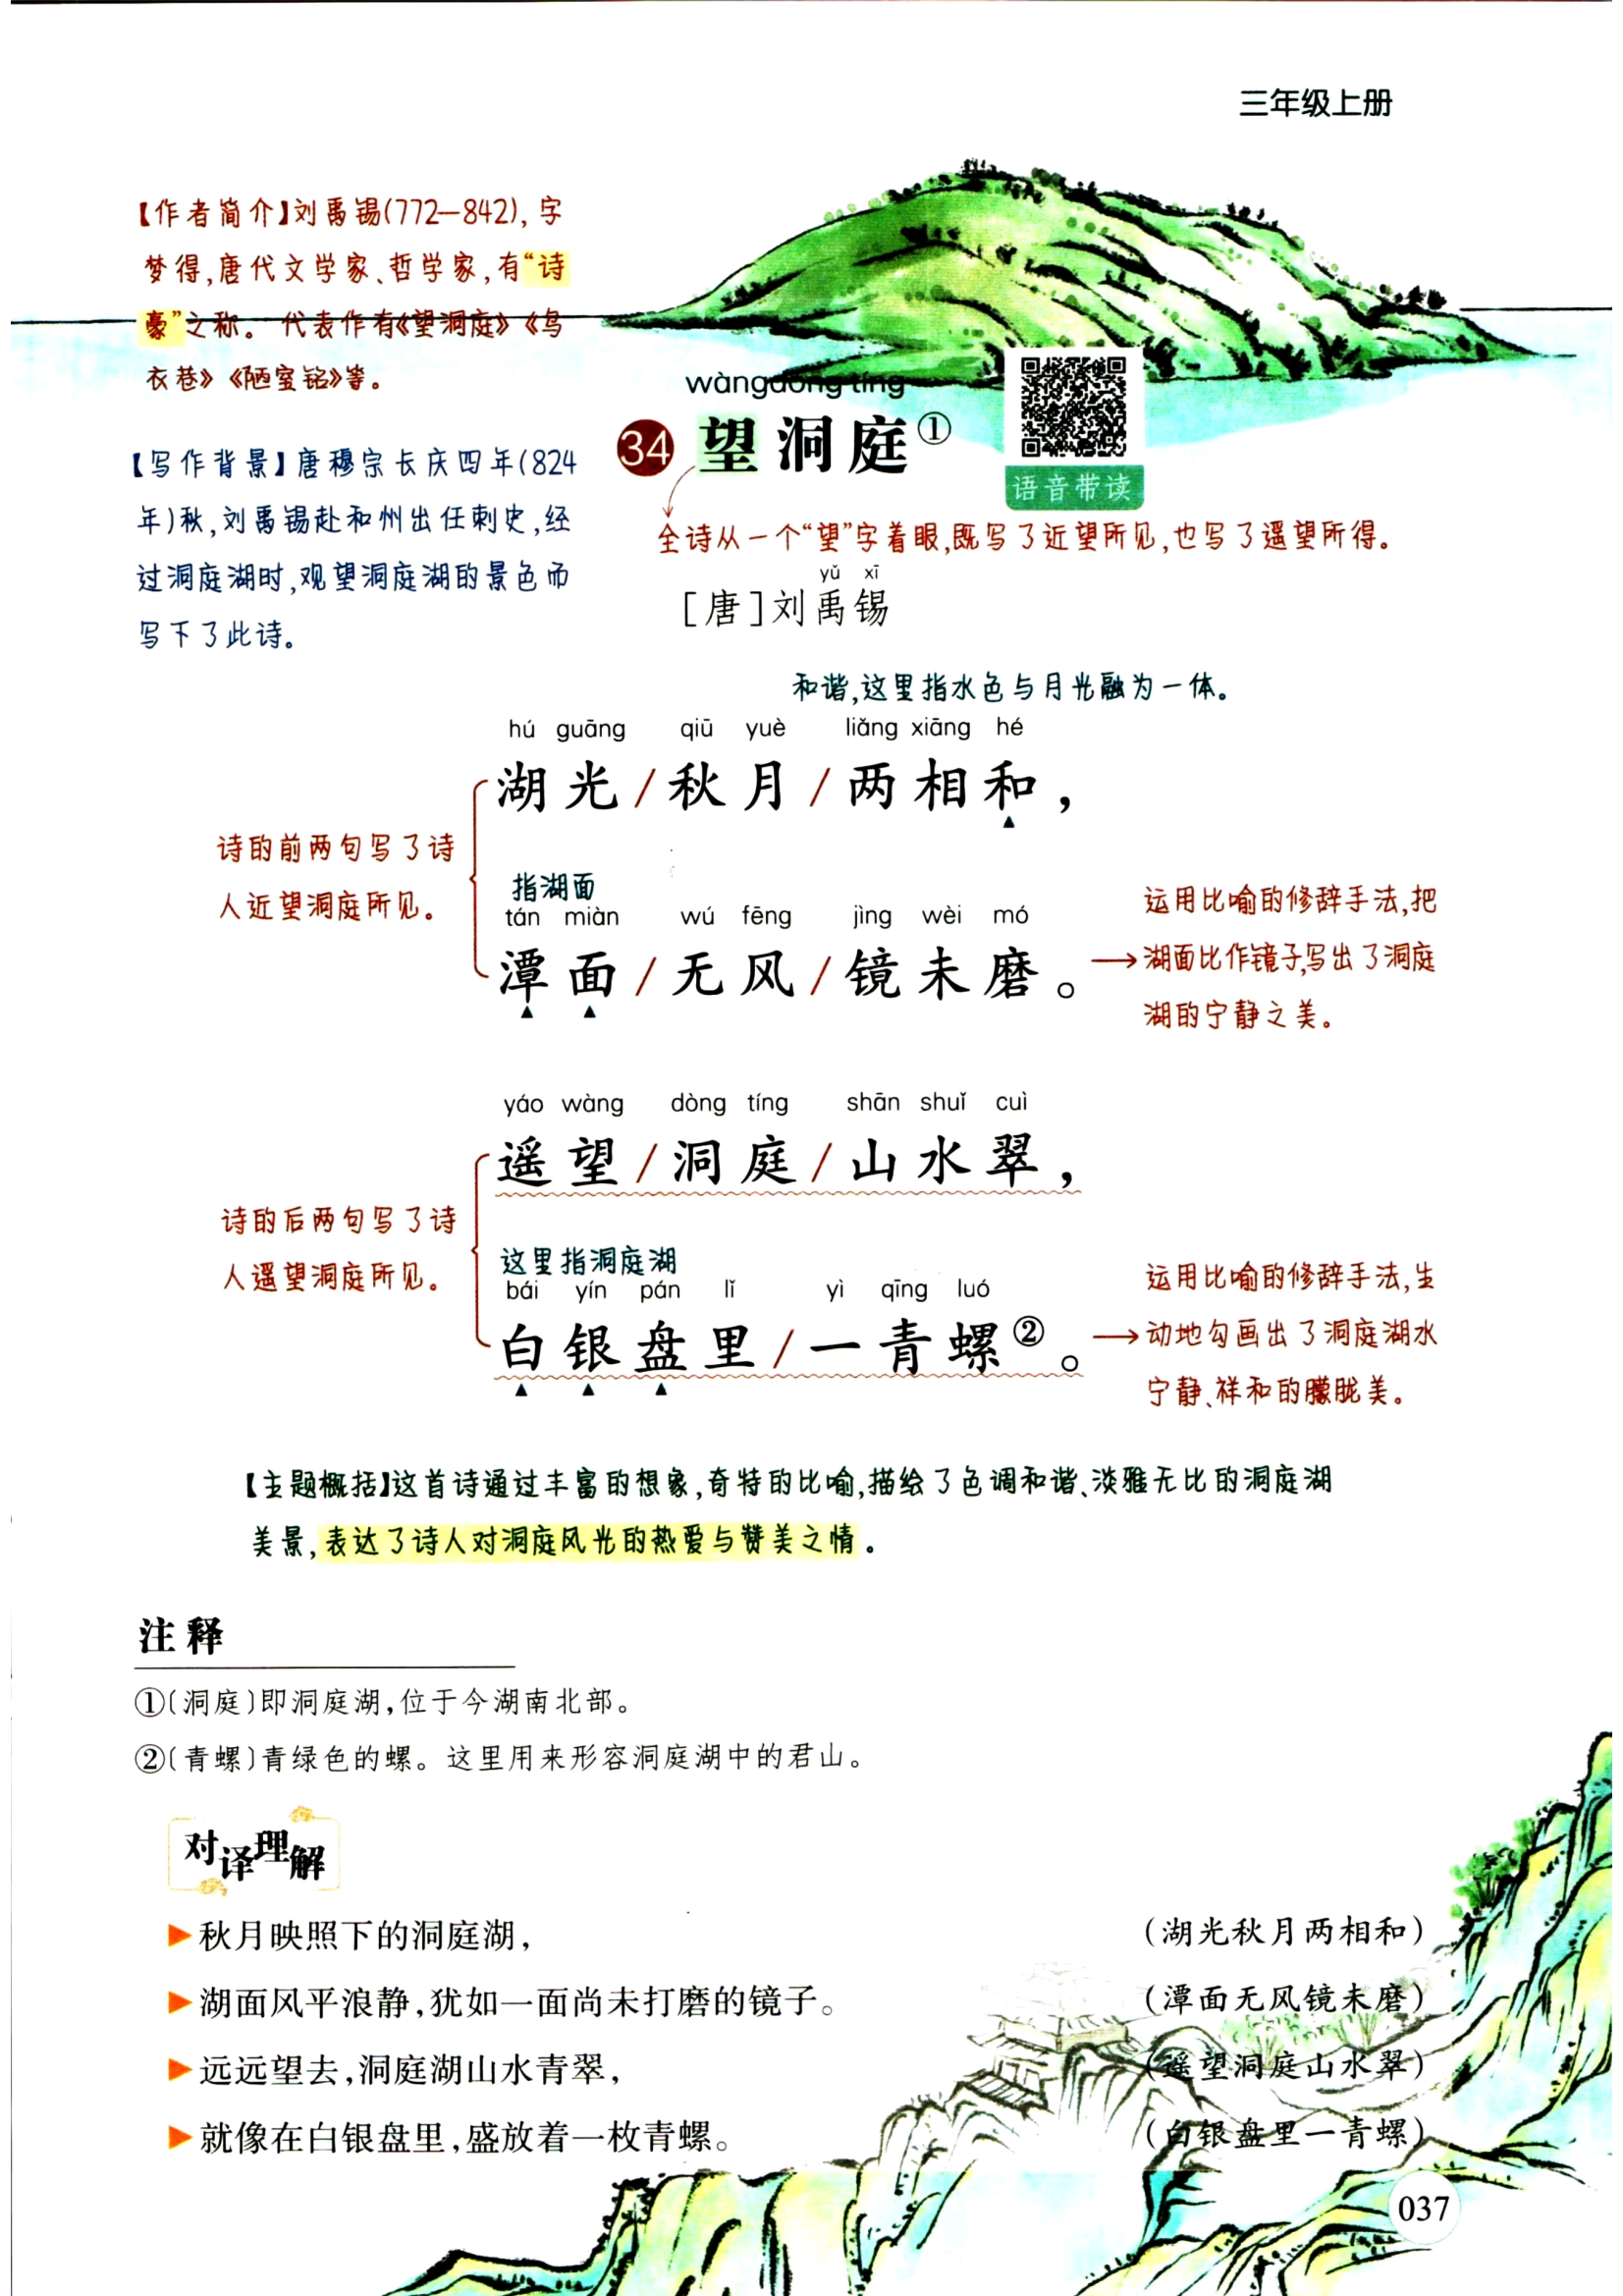 三年级上册
【作者简介】刘禹锡(772—842),字
梦得,唐代文学家、哲学家,有“诗
豪”之称。代表作有《望洞庭》《乌
衣巷》《陋室铭》等。
【写作背景】唐穆宗长庆四年(824
年)秋,刘禹锡赴和州出任刺史,经
过洞庭湖时,观望洞庭湖的景色而
写下了此诗。
wàng dòng tíng
34 望洞庭①
语音带读
全诗从一个“望”字着眼,既写了近望所见,也写了遥望所得。
yǔ xī
[唐]刘禹锡
和谐,这里指水色与月光融为一体。
hú guāng qiū yuè liǎng xiāng hé
湖光/秋月/两相和,
诗的前两句写了诗
人近望洞庭所见。
指湖面
tán miàn wú fēng jìng wèi mó
潭面/无风/镜未磨。
运用比喻的修辞手法,把
湖面比作镜子,写出了洞庭
湖的宁静之美。
yáo wàng dòng tíng shān shuǐ cuì
遥望/洞庭/山水翠,
诗的后两句写了诗
人遥望洞庭所见。
这里指洞庭湖
bái yín pán lǐ yì qīng luó
白银盘里/一青螺②。
运用比喻的修辞手法,生
动地勾画出了洞庭湖水
宁静、祥和的朦胧美。
【主题概括】这首诗通过丰富的想象,奇特的比喻,描绘了色调和谐、淡雅无比的洞庭湖
美景,表达了诗人对洞庭风光的热爱与赞美之情。
注释
①〔洞庭〕即洞庭湖,位于今湖南北部。
②〔青螺〕青绿色的螺。这里用来形容洞庭湖中的君山。
对译理解
秋月映照下的洞庭湖, (湖光秋月两相和)
湖面风平浪静,犹如一面尚未打磨的镜子。 (潭面无风镜未磨)
远远望去,洞庭湖山水青翠, (遥望洞庭山水翠)
就像在白银盘里,盛放着一枚青螺。 (白银盘里一青螺)
037